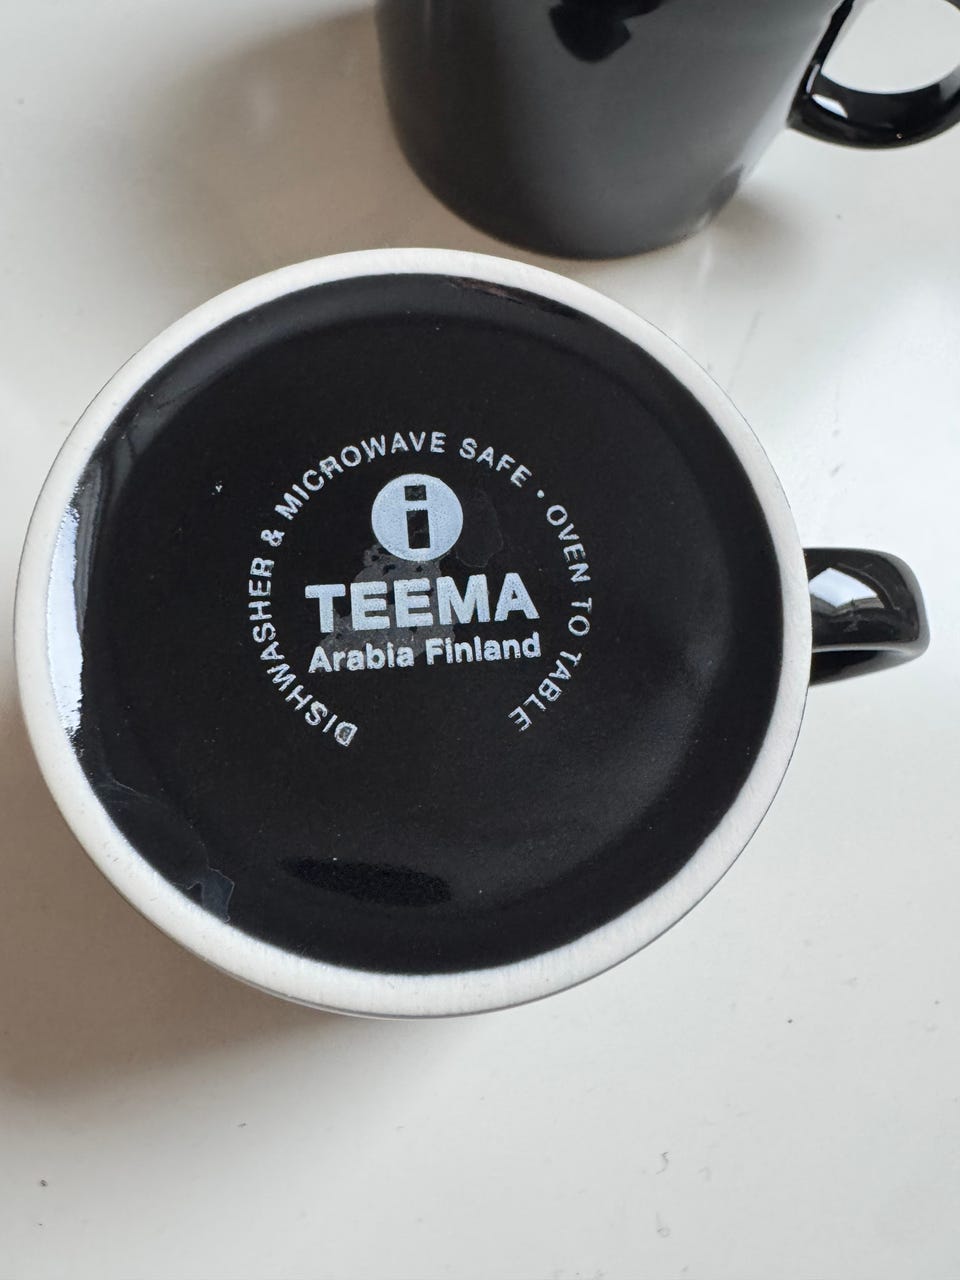 DISHWASHER & MICROWAVE SAFE • OVEN TO TABLE
i
TEEMA
Arabia Finland